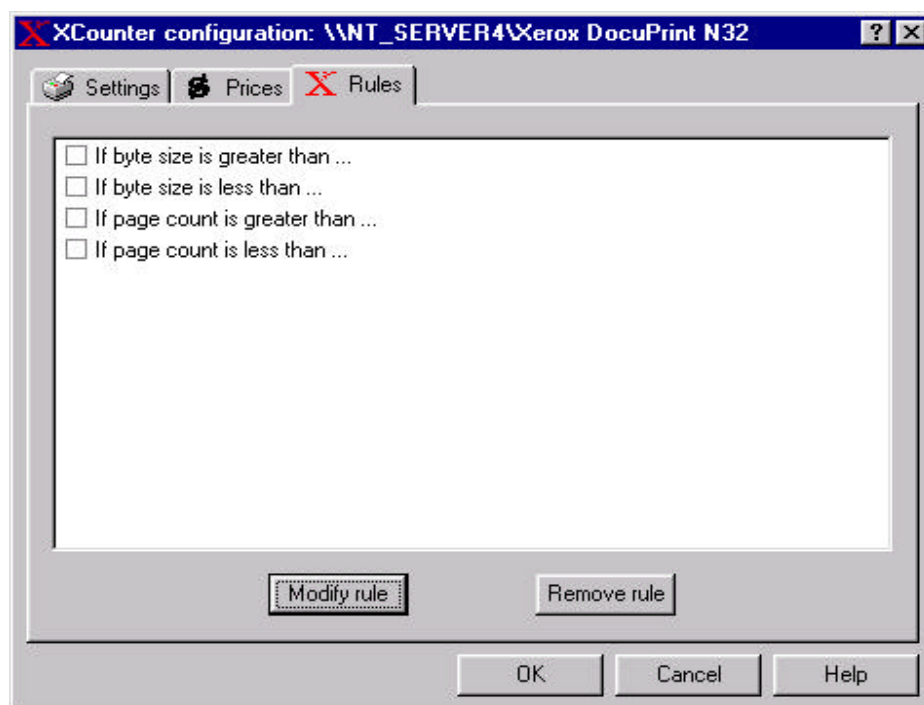 XCounter configuration: \\NT_SERVER4\Xerox DocuPrint N32
Settings Prices X Rules
If byte size is greater than ...
If byte size is less than ...
If page count is greater than ...
If page count is less than ...
Modify rule Remove rule
OK Cancel Help